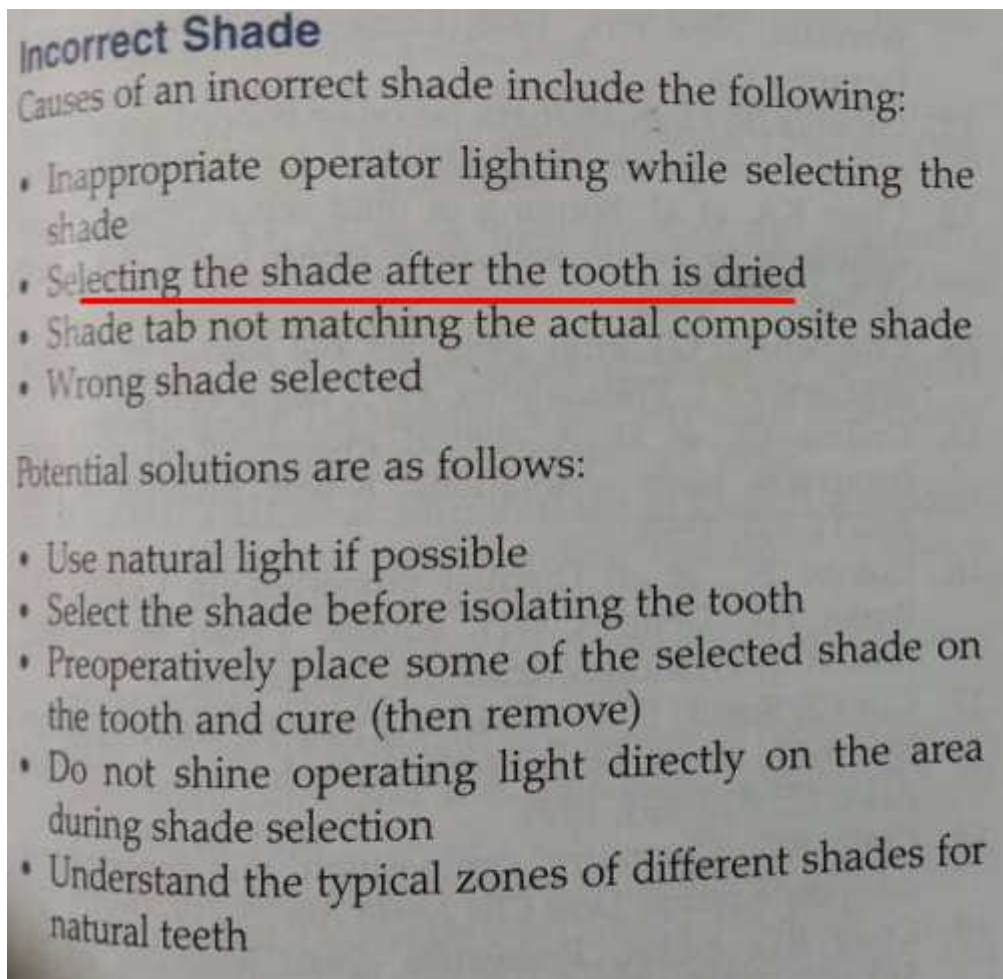 Incorrect Shade
Causes of an incorrect shade include the following:
• Inappropriate operator lighting while selecting the
shade
• Selecting the shade after the tooth is dried
• Shade tab not matching the actual composite shade
• Wrong shade selected
Potential solutions are as follows:
• Use natural light if possible
• Select the shade before isolating the tooth
• Preoperatively place some of the selected shade on
the tooth and cure (then remove)
• Do not shine operating light directly on the area
during shade selection
• Understand the typical zones of different shades for
natural teeth